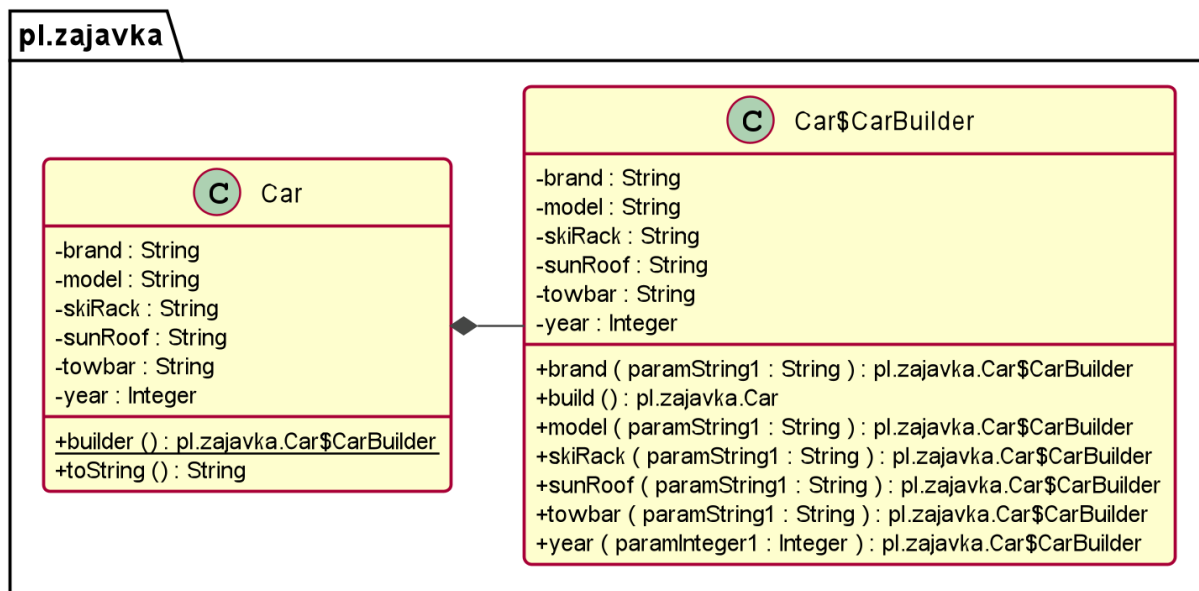 pl.zajavka
C Car
-brand : String
-model : String
-skiRack : String
-sunRoof : String
-towbar : String
-year : Integer
+builder () : pl.zajavka.Car$CarBuilder
+toString () : String
C Car$CarBuilder
-brand : String
-model : String
-skiRack : String
-sunRoof : String
-towbar : String
-year : Integer
+brand ( paramString1 : String ) : pl.zajavka.Car$CarBuilder
+build () : pl.zajavka.Car
+model ( paramString1 : String ) : pl.zajavka.Car$CarBuilder
+skiRack ( paramString1 : String ) : pl.zajavka.Car$CarBuilder
+sunRoof ( paramString1 : String ) : pl.zajavka.Car$CarBuilder
+towbar ( paramString1 : String ) : pl.zajavka.Car$CarBuilder
+year ( paramInteger1 : Integer ) : pl.zajavka.Car$CarBuilder